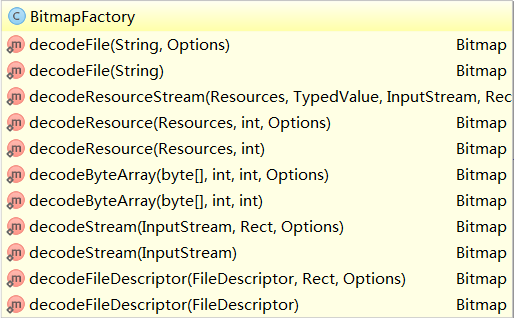 C BitmapFactory
m decodeFile(String, Options) Bitmap
m decodeFile(String) Bitmap
m decodeResourceStream(Resources, TypedValue, InputStream, Rec
m decodeResource(Resources, int, Options) Bitmap
m decodeResource(Resources, int) Bitmap
m decodeByteArray(byte[], int, int, Options) Bitmap
m decodeByteArray(byte[], int, int) Bitmap
m decodeStream(InputStream, Rect, Options) Bitmap
m decodeStream(InputStream) Bitmap
m decodeFileDescriptor(FileDescriptor, Rect, Options) Bitmap
m decodeFileDescriptor(FileDescriptor) Bitmap